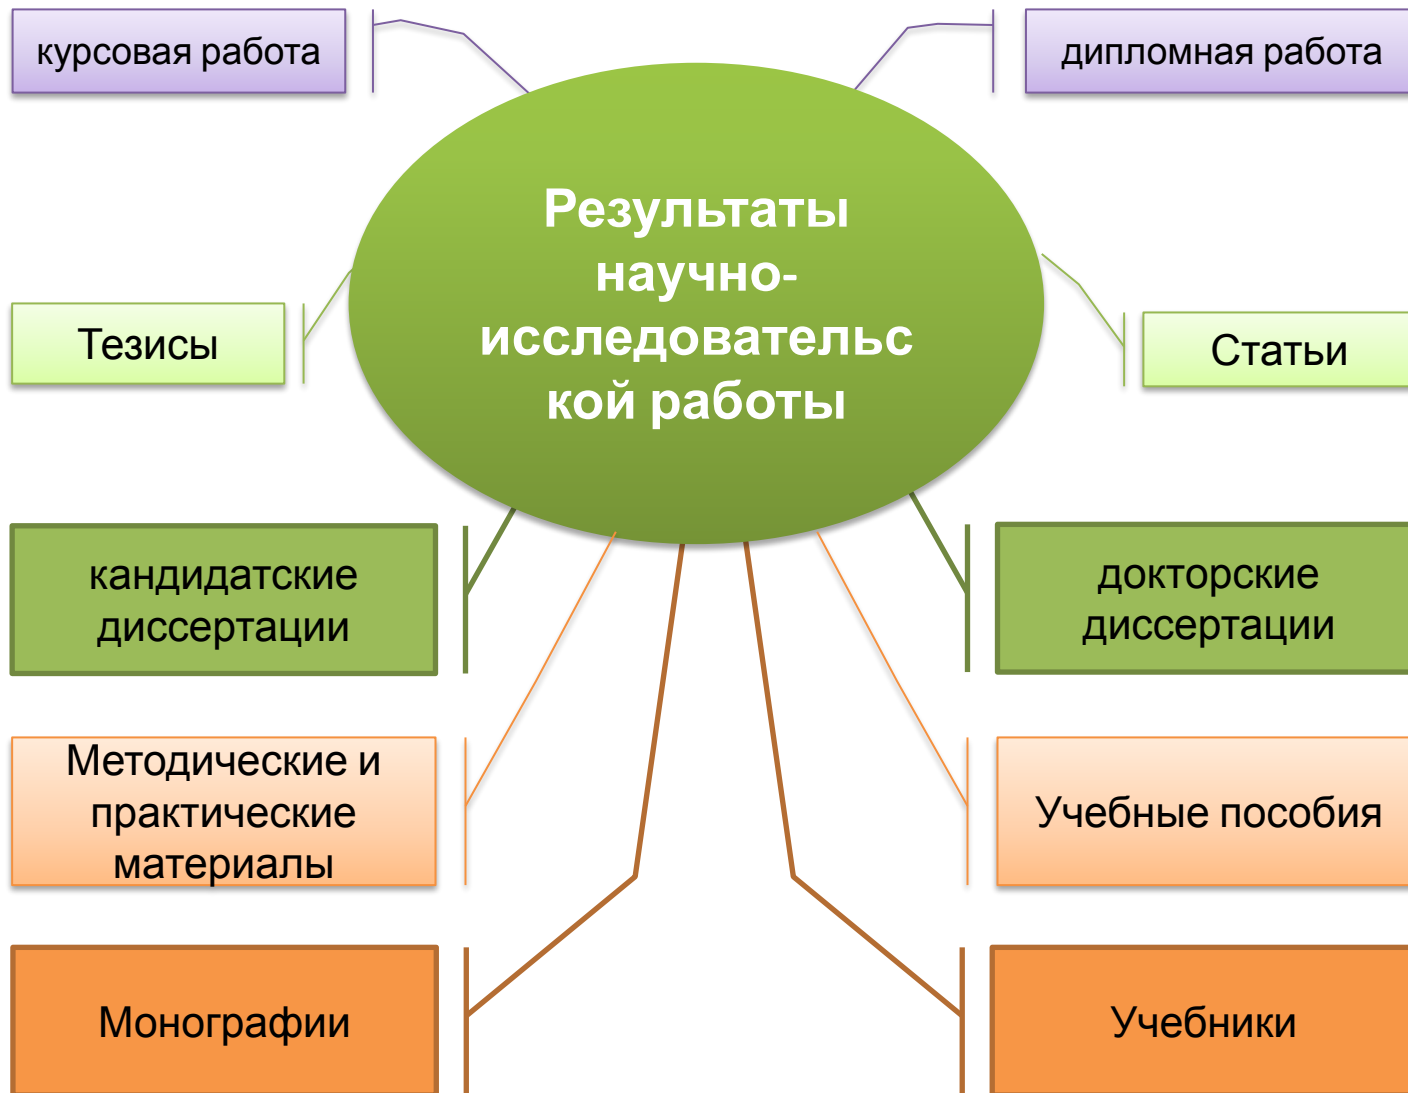 курсовая работа
дипломная работа
Результаты
научно-
исследовательс
кой работы
Тезисы
Статьи
кандидатские
диссертации
докторские
диссертации
Методические и
практические
материалы
Учебные пособия
Монографии
Учебники